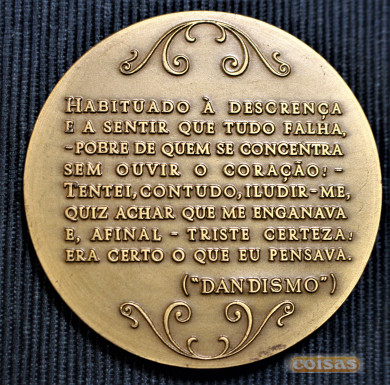 HABITUADO À DESCRENÇA
E A SENTIR QUE TUDO FALHA,
-POBRE DE QUEM SE CONCENTRA
SEM OUVIR O CORAÇÃO! -
TENTEI, CONTUDO, ILUDIR-ME,
QUIZ ACHAR QUE ME ENGANAVA
E, AFINAL - TRISTE CERTEZA!
ERA CERTO O QUE EU PENSAVA.
("DANDISMO")
coisas